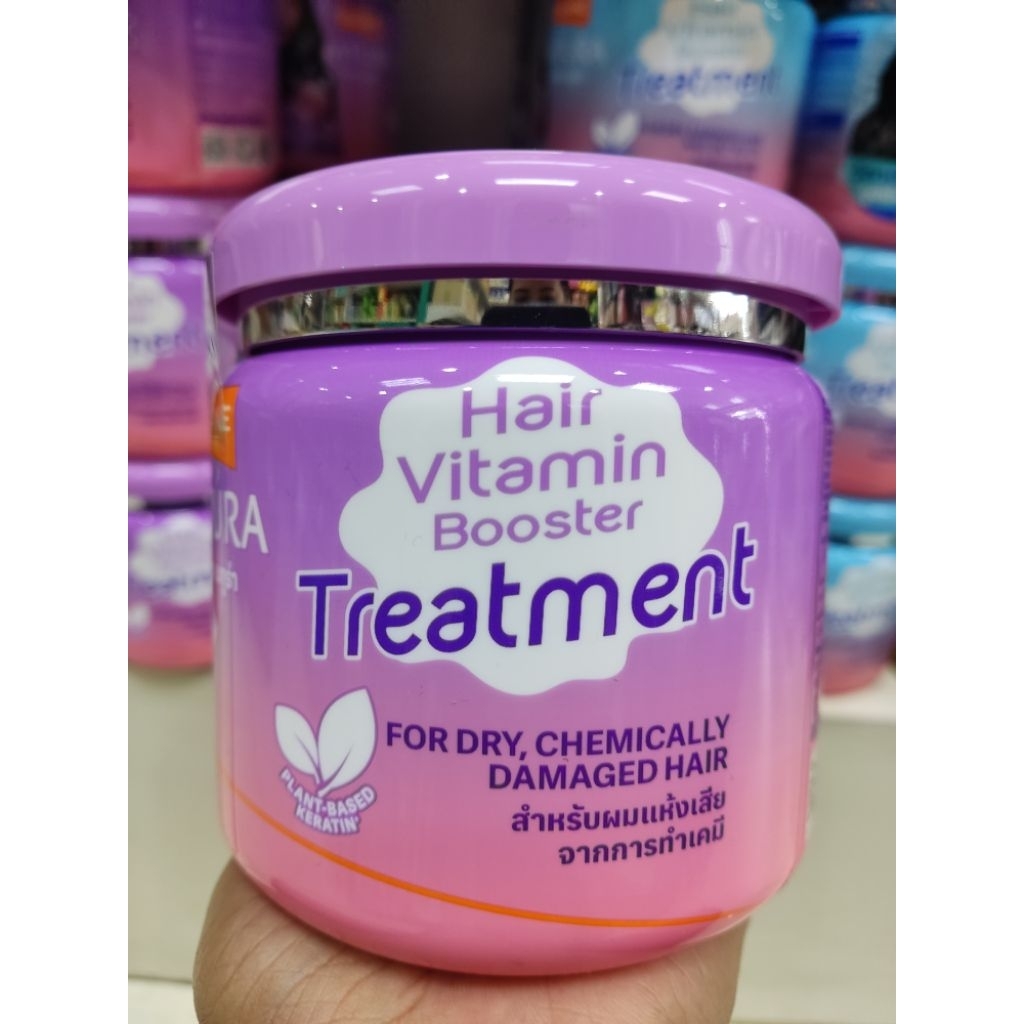 Hair
Vitamin
Booster
Treatment
PLANT-BASED
KERATIN*
FOR DRY, CHEMICALLY
DAMAGED HAIR
สำหรับผมแห้งเสีย
จากการทำเคมี
Treatment